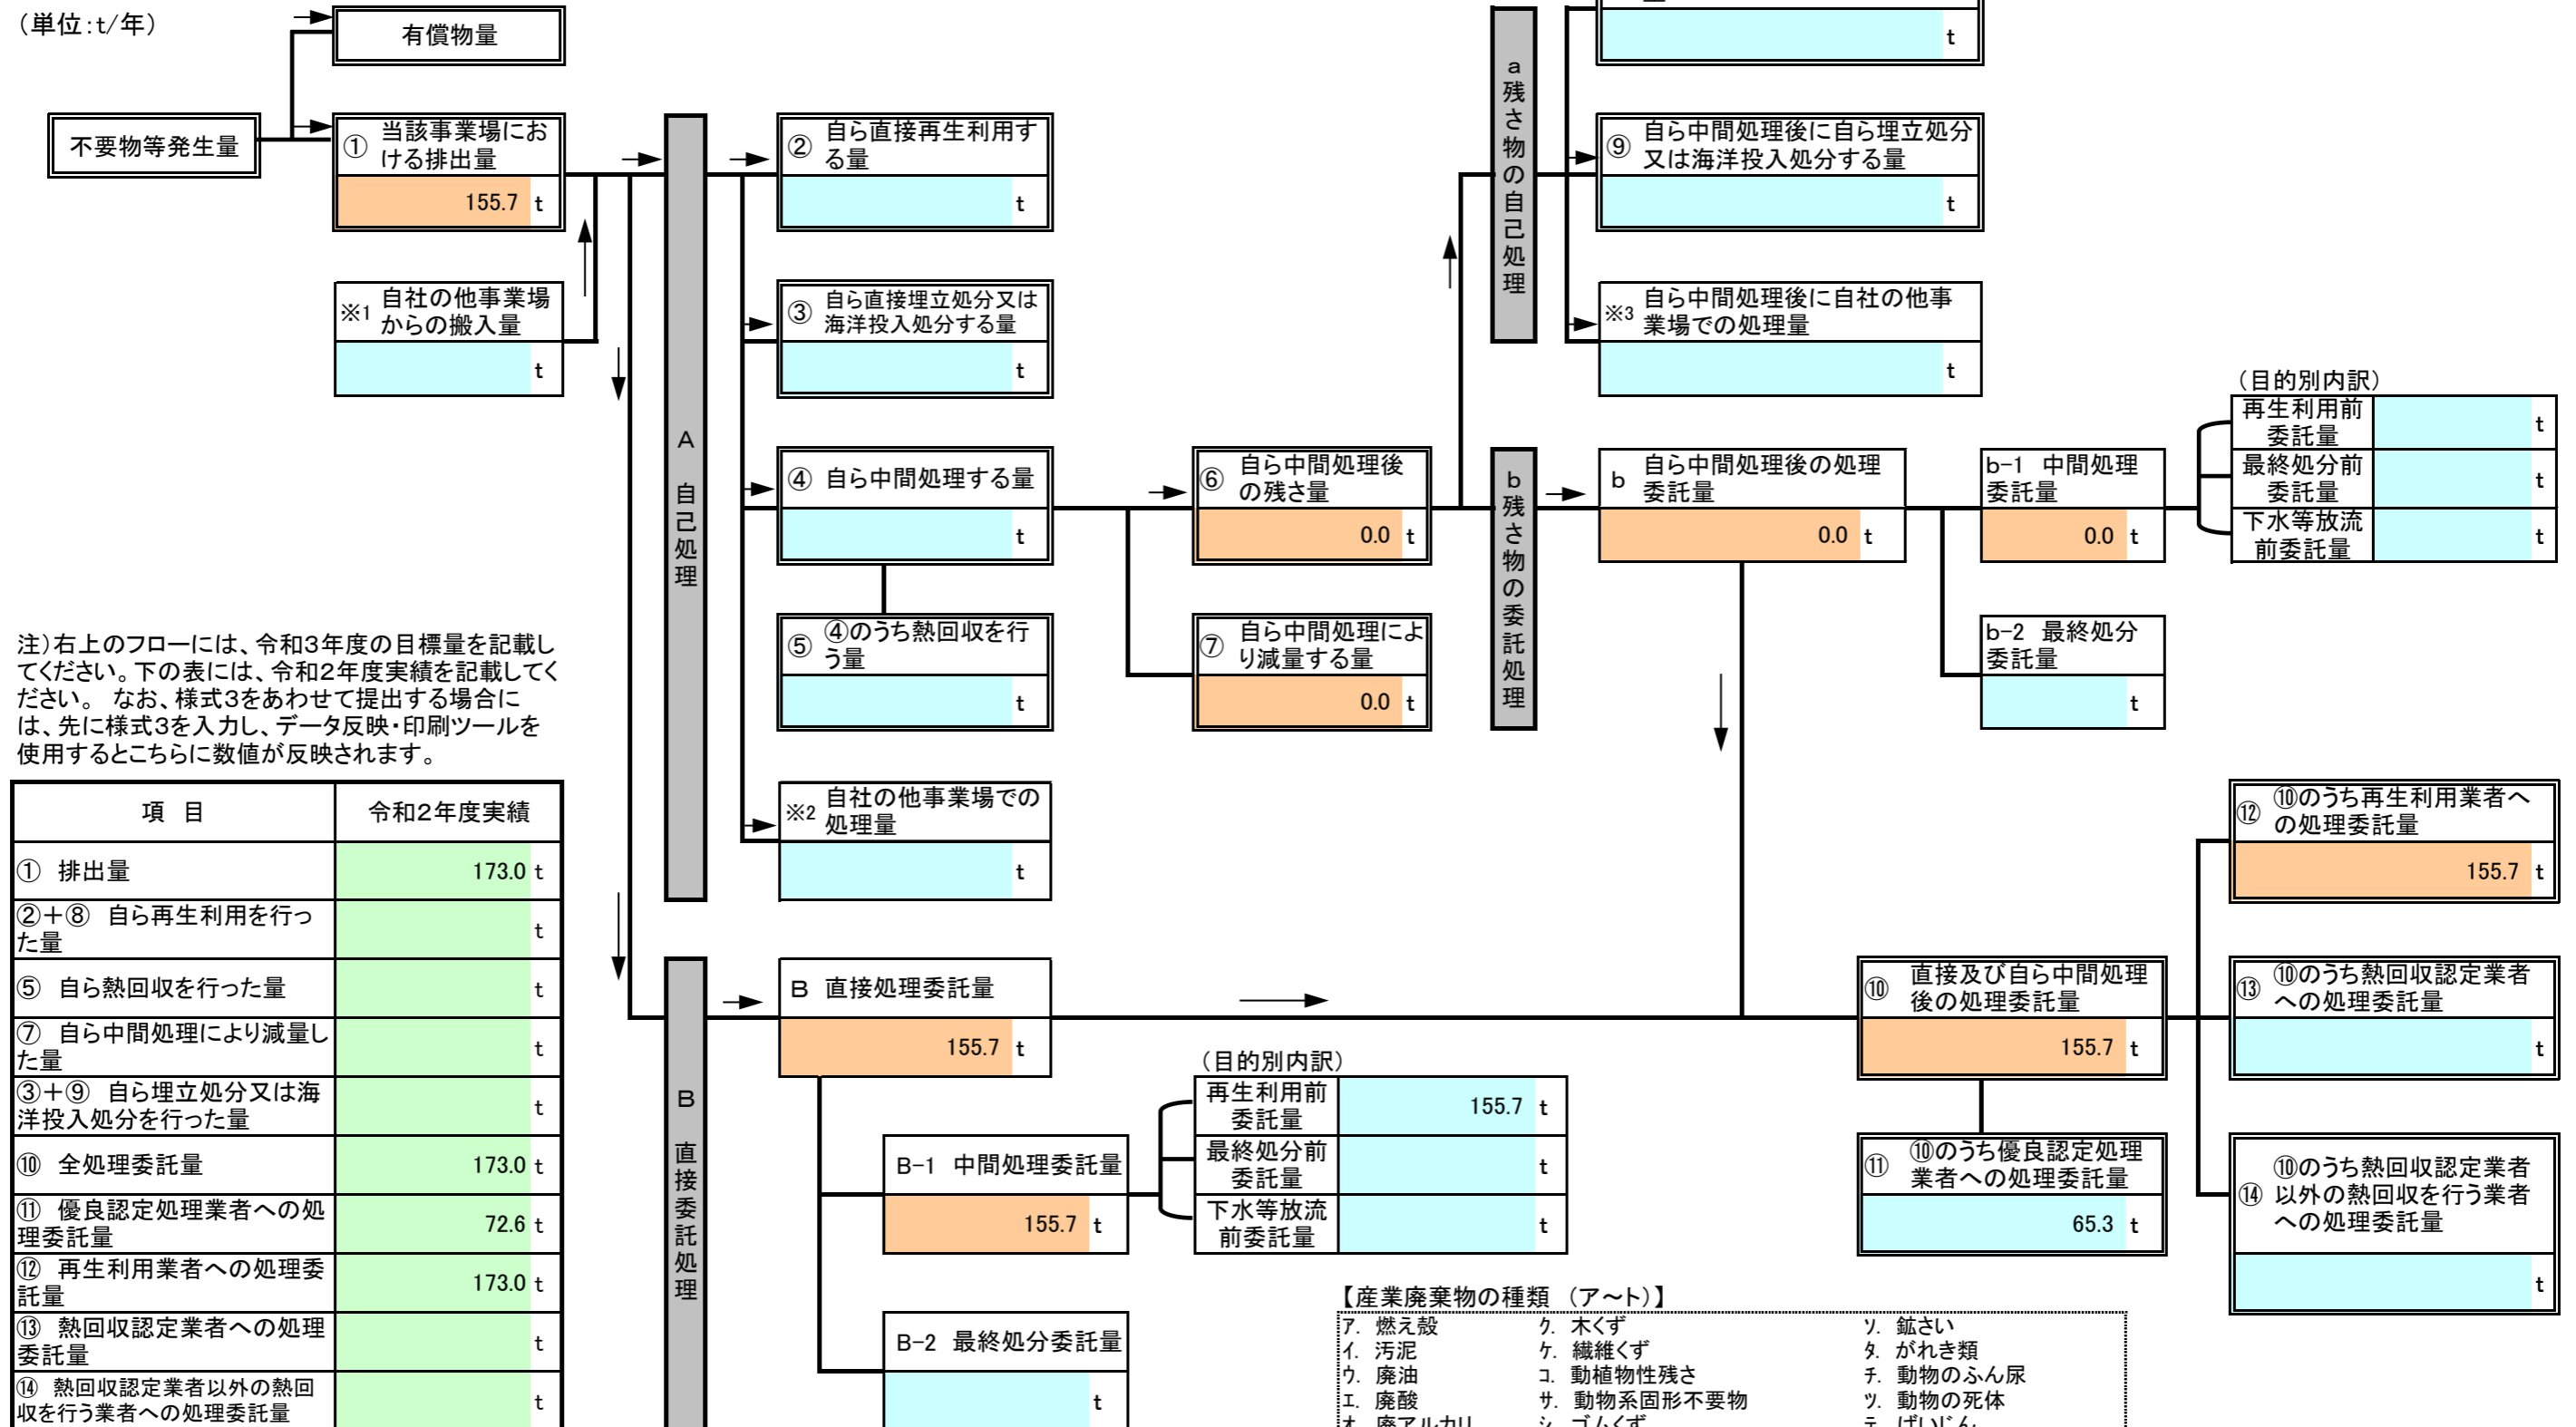 （単位：t/年）
有償物量
不要物等発生量
① 当該事業場にお
ける排出量
155.7 t
※1 自社の他事業場
からの搬入量
t
A 自己処理
② 自ら直接再生利用す
る量
t
③ 自ら直接埋立処分又は
海洋投入処分する量
t
④ 自ら中間処理する量
t
⑤ ④のうち熱回収を行
う量
t
※2 自社の他事業場での
処理量
t
⑥ 自ら中間処理後
の残さ量
0.0 t
⑦ 自ら中間処理によ
り減量する量
0.0 t
a 残さ物の自己処理
t
⑨ 自ら中間処理後に自ら埋立処分
又は海洋投入処分する量
t
※3 自ら中間処理後に自社の他事
業場での処理量
t
b 残さ物の委託処理
b 自ら中間処理後の処理
委託量
0.0 t
b-1 中間処理
委託量
0.0 t
b-2 最終処分
委託量
t
（目的別内訳）
再生利用前
委託量
t
最終処分前
委託量
t
下水等放流
前委託量
t
注）右上のフローには、令和3年度の目標量を記載し
てください。下の表には、令和2年度実績を記載してく
ださい。 なお、様式3をあわせて提出する場合に
は、先に様式3を入力し、データ反映・印刷ツールを
使用するとこちらに数値が反映されます。
項 目 令和2年度実績
① 排出量 173.0 t
②＋⑧ 自ら再生利用を行っ
た量
t
⑤ 自ら熱回収を行った量 t
⑦ 自ら中間処理により減量し
た量
t
③＋⑨ 自ら埋立処分又は海
洋投入処分を行った量
t
⑩ 全処理委託量 173.0 t
⑪ 優良認定処理業者への処
理委託量
72.6 t
⑫ 再生利用業者への処理委
託量
173.0 t
⑬ 熱回収認定業者への処理
委託量
t
⑭ 熱回収認定業者以外の熱回
収を行う業者への処理委託量
t
B 直接委託処理
B 直接処理委託量
155.7 t
B-1 中間処理委託量
155.7 t
B-2 最終処分委託量
t
（目的別内訳）
再生利用前
委託量
155.7 t
最終処分前
委託量
t
下水等放流
前委託量
t
⑩ 直接及び自ら中間処理
後の処理委託量
155.7 t
⑪ ⑩のうち優良認定処理
業者への処理委託量
65.3 t
⑫ ⑩のうち再生利用業者へ
の処理委託量
155.7 t
⑬ ⑩のうち熱回収認定業者
への処理委託量
t
⑭ ⑩のうち熱回収認定業者
以外の熱回収を行う業者
への処理委託量
t
【産業廃棄物の種類 （ア～ト）】
ｱ. 燃え殻 ｸ. 木くず ｿ. 鉱さい
ｲ. 汚泥 ｹ. 繊維くず ﾀ. がれき類
ｳ. 廃油 ｺ. 動植物性残さ ﾁ. 動物のふん尿
ｴ. 廃酸 ｻ. 動物系固形不要物 ﾂ. 動物の死体
ｵ. 廃アルカリ ｼ. ゴムくず ﾃ. ばいじん